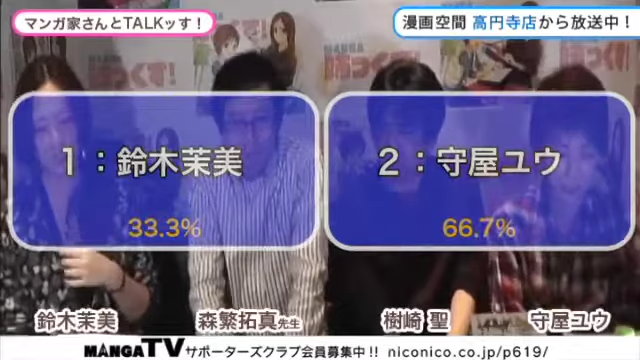 マンガ家さんとTALKッす！
漫画空間 高円寺店から放送中！
1：鈴木茉美
33.3%
2：守屋ユウ
66.7%
鈴木茉美
森繁拓真先生
樹崎 聖
守屋ユウ
MANGATV サポーターズクラブ会員募集中!! niconico.co.jp/p619/